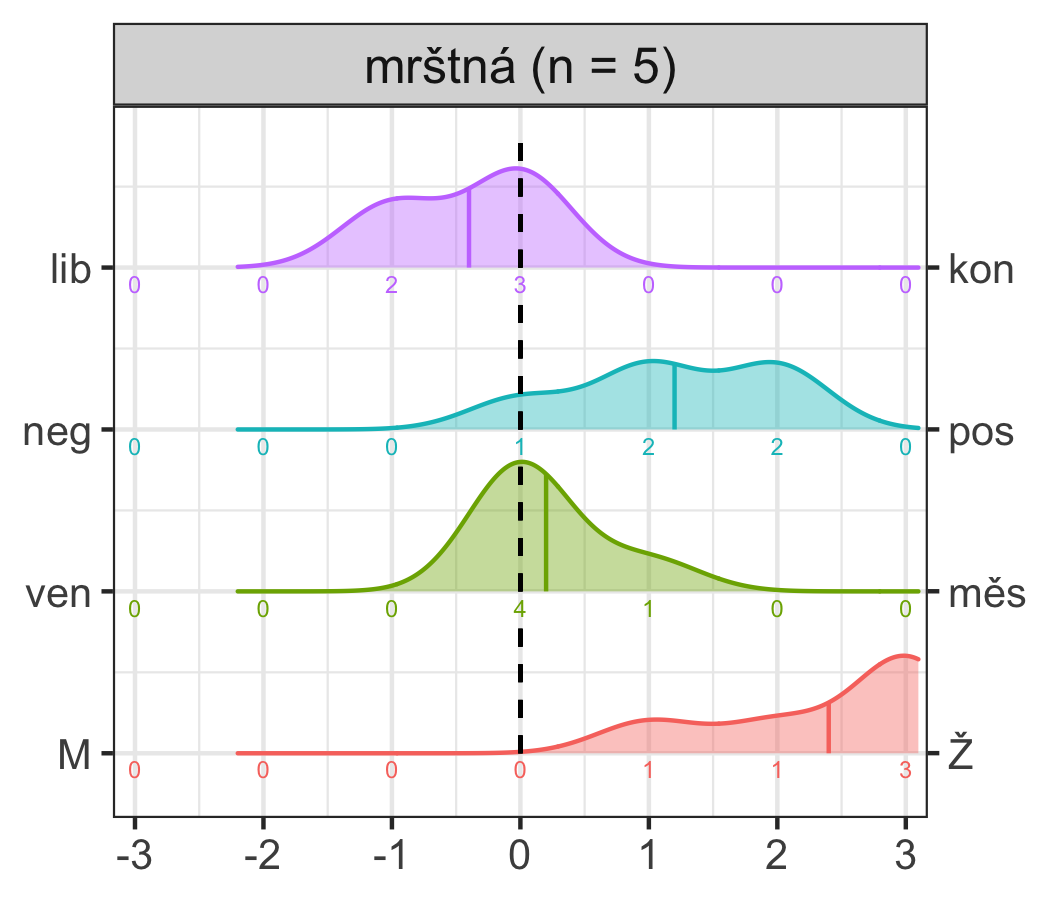 mrštná (n = 5)
lib kon
0 0 2 3 0 0 0
neg pos
0 0 0 1 2 2 0
ven měs
0 0 0 4 1 0 0
M Ž
0 0 0 0 1 1 3
-3 -2 -1 0 1 2 3